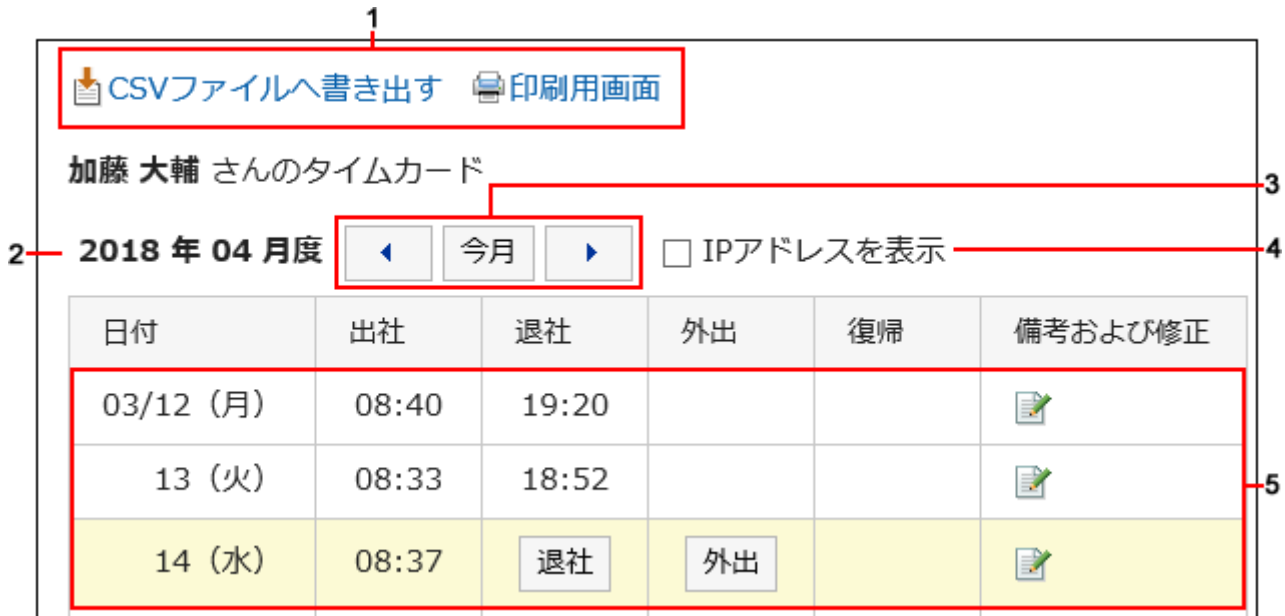 1
CSVファイルへ書き出す 印刷用画面
加藤 大輔 さんのタイムカード
3
2 2018 年 04 月度 今月 IPアドレスを表示 4
日付 出社 退社 外出 復帰 備考および修正
03/12（月） 08:40 19:20
13（火） 08:33 18:52
5
14（水） 08:37 退社 外出